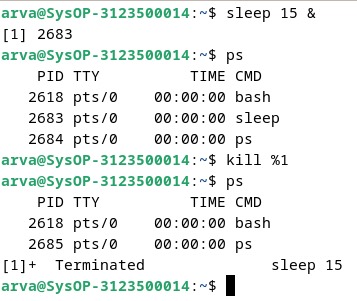 arva@SysOP-3123500014:~$ sleep 15 &
[1] 2683
arva@SysOP-3123500014:~$ ps
    PID TTY          TIME CMD
   2618 pts/0    00:00:00 bash
   2683 pts/0    00:00:00 sleep
   2684 pts/0    00:00:00 ps
arva@SysOP-3123500014:~$ kill %1
arva@SysOP-3123500014:~$ ps
    PID TTY          TIME CMD
   2618 pts/0    00:00:00 bash
   2685 pts/0    00:00:00 ps
[1]+  Terminated              sleep 15
arva@SysOP-3123500014:~$